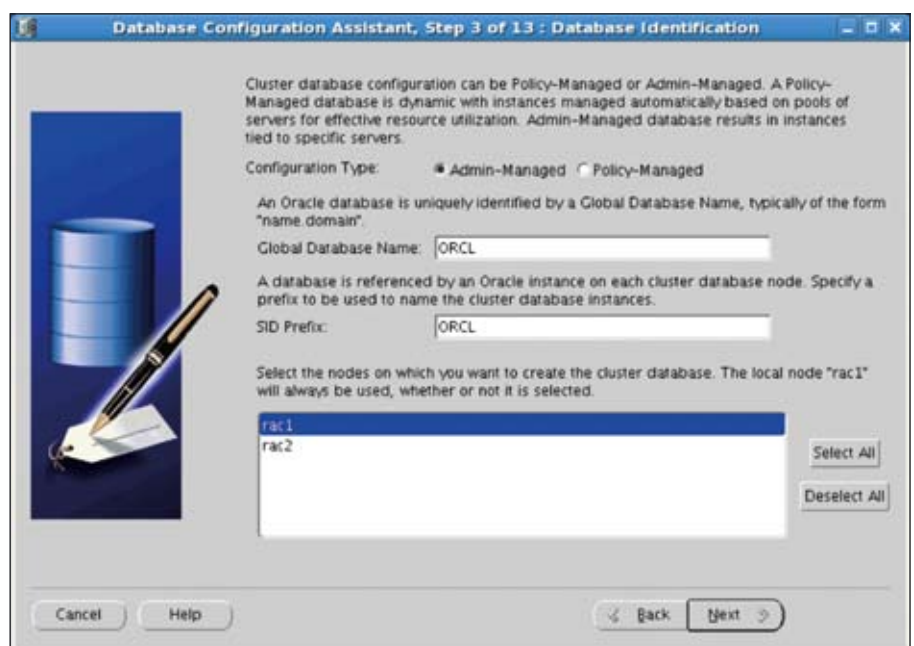 Database Configuration Assistant, Step 3 of 13 : Database Identification
Cluster database configuration can be Policy-Managed or Admin-Managed. A Policy-
Managed database is dynamic with instances managed automatically based on pools of
servers for effective resource utilization. Admin-Managed database results in instances
tied to specific servers.
Configuration Type: Admin-Managed Policy-Managed
An Oracle database is uniquely identified by a Global Database Name, typically of the form
"name.domain".
Global Database Name: ORCL
A database is referenced by an Oracle instance on each cluster database node. Specify a
prefix to be used to name the cluster database instances.
SID Prefix: ORCL
Select the nodes on which you want to create the cluster database. The local node "rac1"
will always be used, whether or not it is selected.
rac1
rac2
Select All
Deselect All
Cancel Help Back Next